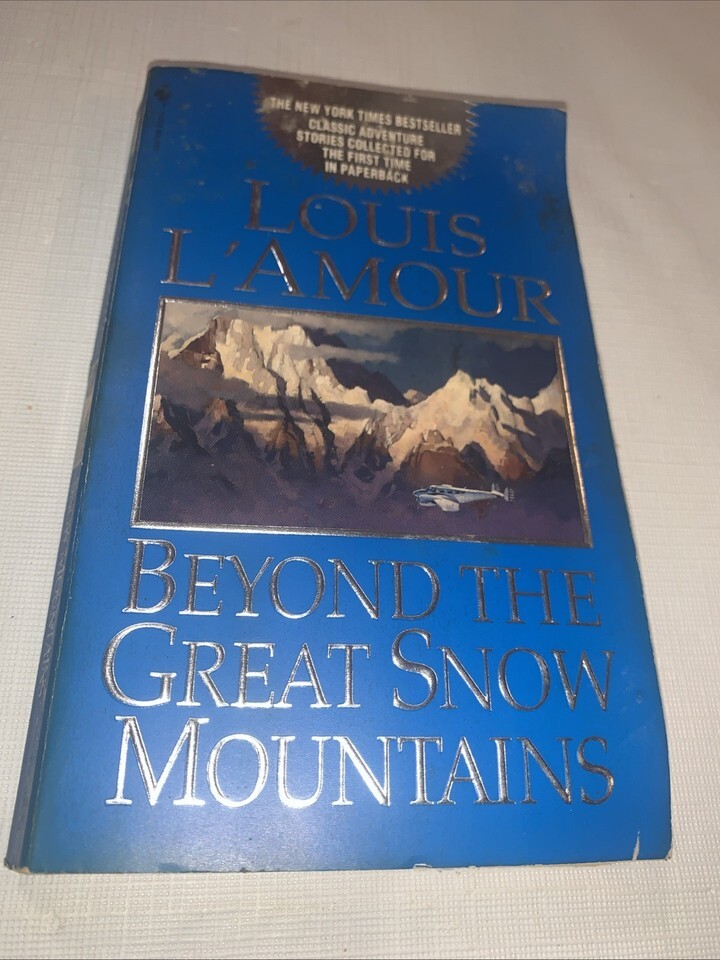 THE NEW YORK TIMES BESTSELLER
CLASSIC ADVENTURE
STORIES COLLECTED FOR
THE FIRST TIME
IN PAPERBACK
LOUIS
L'AMOUR
BEYOND THE
GREAT SNOW
MOUNTAINS